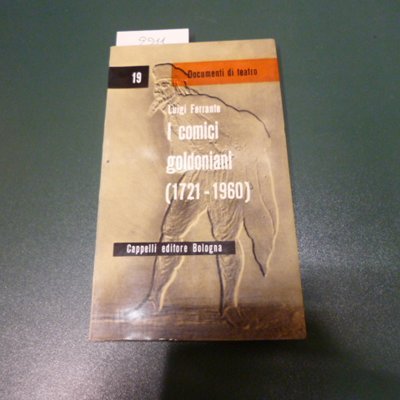 19
Documenti di teatro
Luigi Ferrante
I comici
goldoniani
(1721-1960)
Cappelli editore Bologna